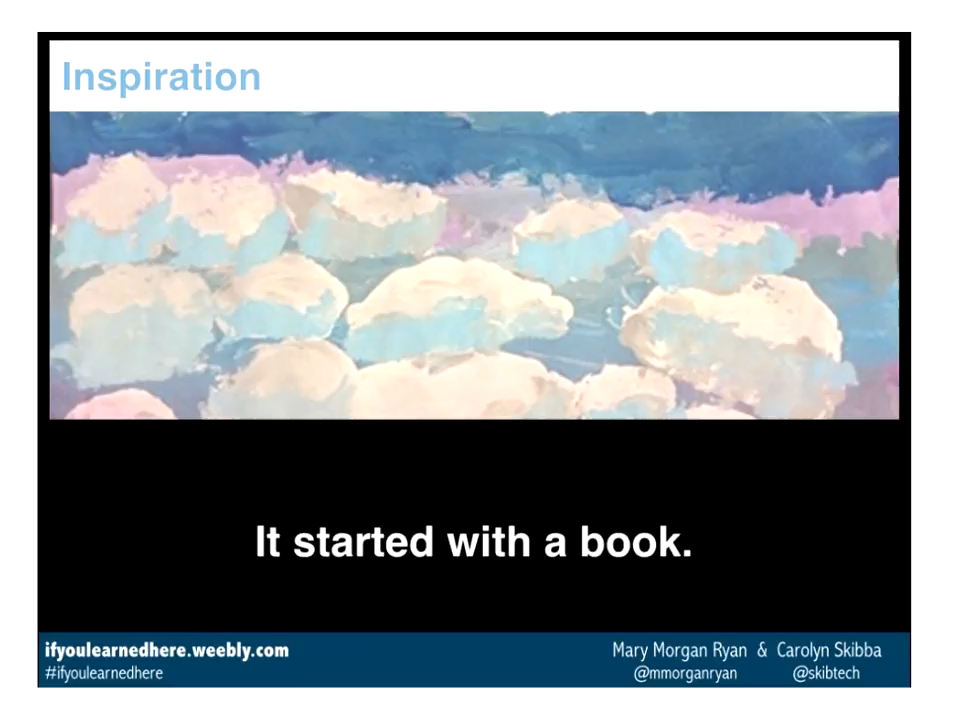 Inspiration
It started with a book.
ifyoulearnedhere.weebly.com
#ifyoulearnedhere
Mary Morgan Ryan & Carolyn Skibba
@mmorganryan @skibtech